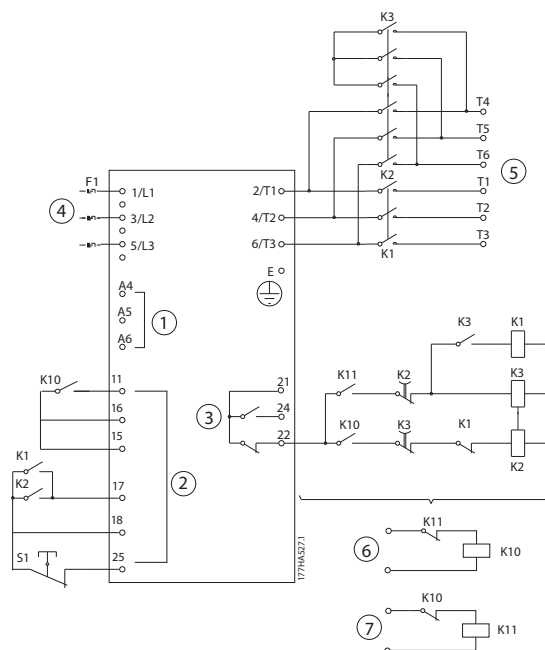 K3
T4
T5
T6
5
K2
T1
T2
T3
K1
F1
4
1/L1
3/L2
5/L3
2/T1
4/T2
6/T3
E
A4
A5
A6
1
K10
11
16
15
K1
K2
17
18
S1
25
2
3
21
24
22
177HA527.1
K3
K1
K11
K2
K3
K10
K3
K1
K2
6
K11
K10
7
K10
K11